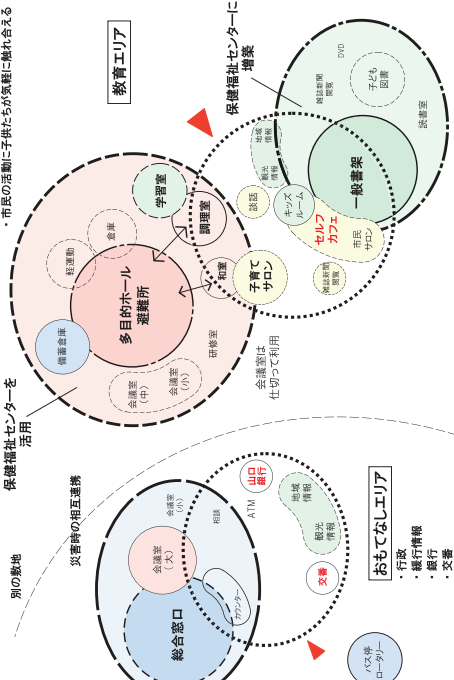 ・市民の活動に子供たちが気軽に触れ合える
教育エリア
保健福祉センターに
増築
DVD
雑誌新聞
閲覧
子ども
図書
読書室
一般書架
地域
情報
観光
情報
キッズ
ルーム
談話
セルフ
カフェ
市民
サロン
雑誌新聞
閲覧
学習室
調理室
和室
子育て
サロン
倉庫
軽運動
多目的ホール
避難所
備蓄倉庫
研修室
会議室
（中）
会議室
（小）
会議室は
仕切って利用
保健福祉センターを
活用
災害時の相互連携
別の敷地
会議室
（小）
相談
会議室
（大）
カウンター
総合窓口
山口
銀行
ATM
地域
情報
観光
情報
交番
おもてなしエリア
・行政
・緩行情報
・銀行
・交番
バス停
ロータリー